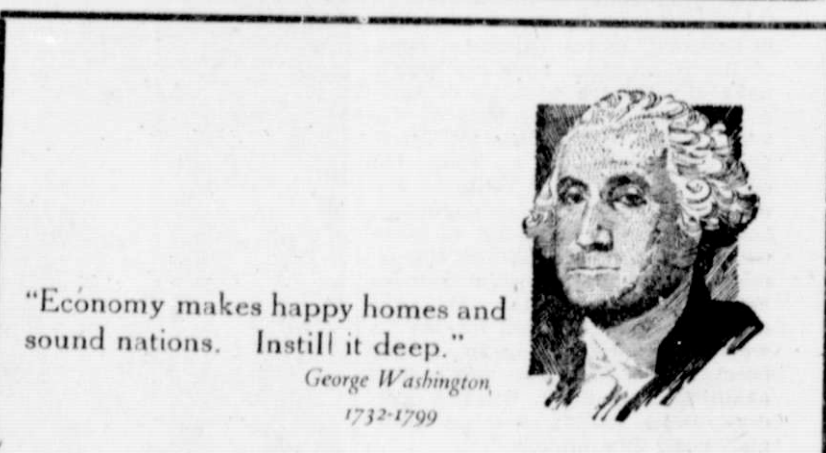 “Economy makes happy homes and
sound nations. Instill it deep.”
George Washington,
1732-1799